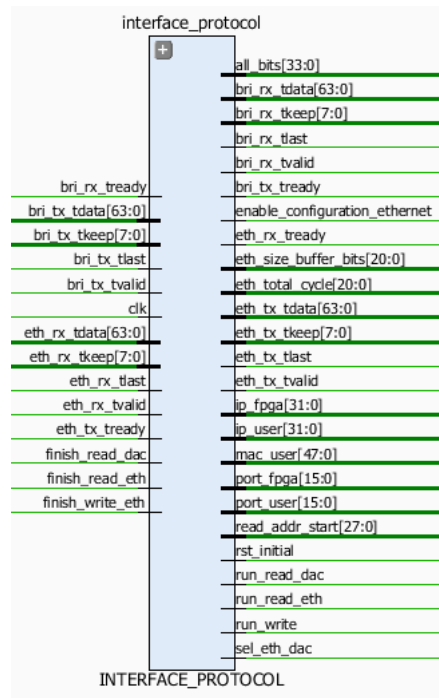 interface_protocol
all_bits[33:0]
bri_rx_tdata[63:0]
bri_rx_tkeep[7:0]
bri_rx_tlast
bri_rx_tvalid
bri_rx_tready
bri_tx_tready
bri_tx_tdata[63:0]
enable_configuration_ethernet
bri_tx_tkeep[7:0]
eth_rx_tready
bri_tx_tlast
eth_size_buffer_bits[20:0]
bri_tx_tvalid
eth_total_cycle[20:0]
clk
eth_tx_tdata[63:0]
eth_rx_tdata[63:0]
eth_tx_tkeep[7:0]
eth_rx_tkeep[7:0]
eth_tx_tlast
eth_rx_tlast
eth_tx_tvalid
eth_rx_tvalid
ip_fpga[31:0]
eth_tx_tready
ip_user[31:0]
finish_read_dac
mac_user[47:0]
finish_read_eth
port_fpga[15:0]
finish_write_eth
port_user[15:0]
read_addr_start[27:0]
rst_initial
run_read_dac
run_read_eth
run_write
sel_eth_dac
INTERFACE_PROTOCOL